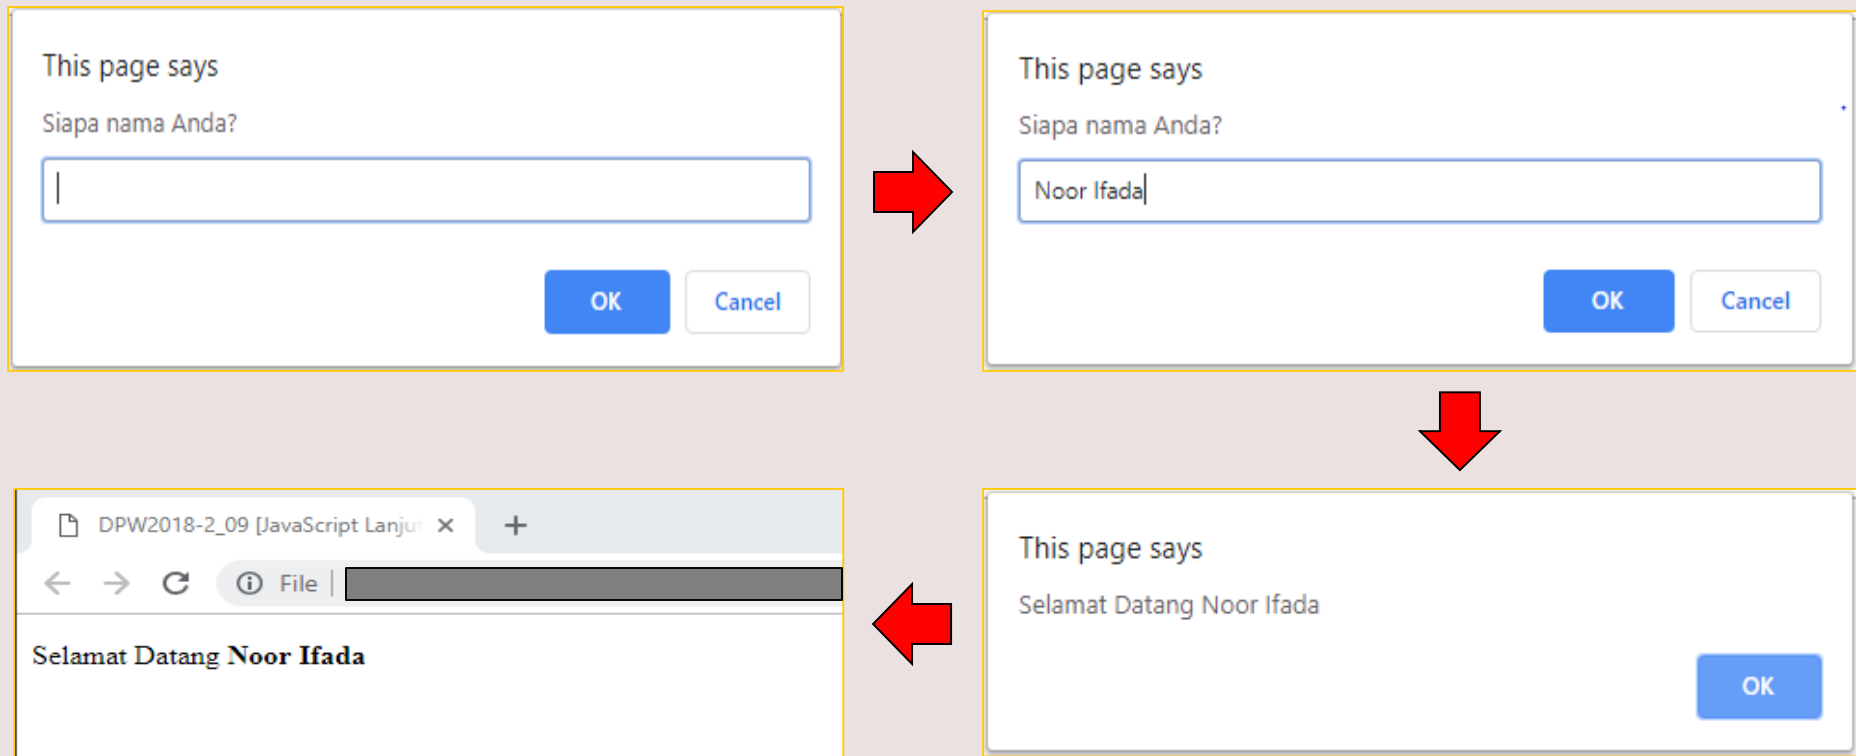 This page says
Siapa nama Anda?
OK Cancel
This page says
Siapa nama Anda?
Noor Ifada
OK Cancel
This page says
Selamat Datang Noor Ifada
OK
DPW2018-2_09 [JavaScript Lanjut
File
Selamat Datang Noor Ifada